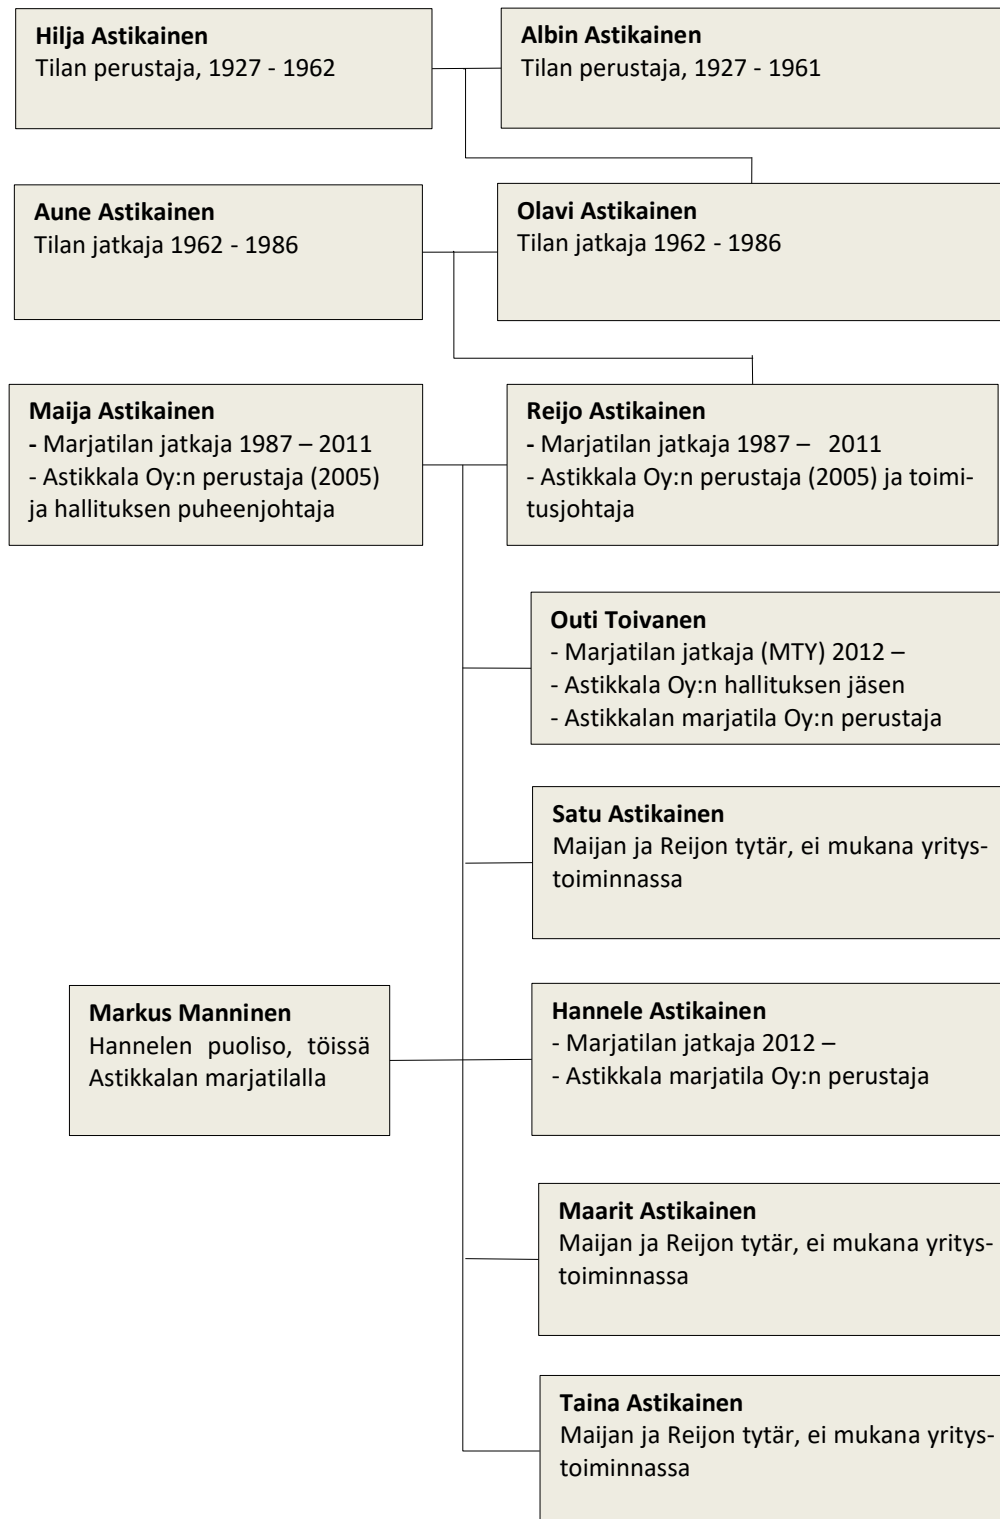 Hilja Astikainen
Tilan perustaja, 1927 - 1962
Albin Astikainen
Tilan perustaja, 1927 - 1961
Aune Astikainen
Tilan jatkaja 1962 - 1986
Olavi Astikainen
Tilan jatkaja 1962 - 1986
Maija Astikainen
- Marjatilan jatkaja 1987 – 2011
- Astikkala Oy:n perustaja (2005)
ja hallituksen puheenjohtaja
Reijo Astikainen
- Marjatilan jatkaja 1987 – 2011
- Astikkala Oy:n perustaja (2005) ja toimi-
tusjohtaja
Outi Toivanen
- Marjatilan jatkaja (MTY) 2012 –
- Astikkala Oy:n hallituksen jäsen
- Astikkalan marjatila Oy:n perustaja
Satu Astikainen
Maijan ja Reijon tytär, ei mukana yritys-
toiminnassa
Markus Manninen
Hannelen puoliso, töissä
Astikkalan marjatilalla
Hannele Astikainen
- Marjatilan jatkaja 2012 –
- Astikkala marjatila Oy:n perustaja
Maarit Astikainen
Maijan ja Reijon tytär, ei mukana yritys-
toiminnassa
Taina Astikainen
Maijan ja Reijon tytär, ei mukana yritys-
toiminnassa